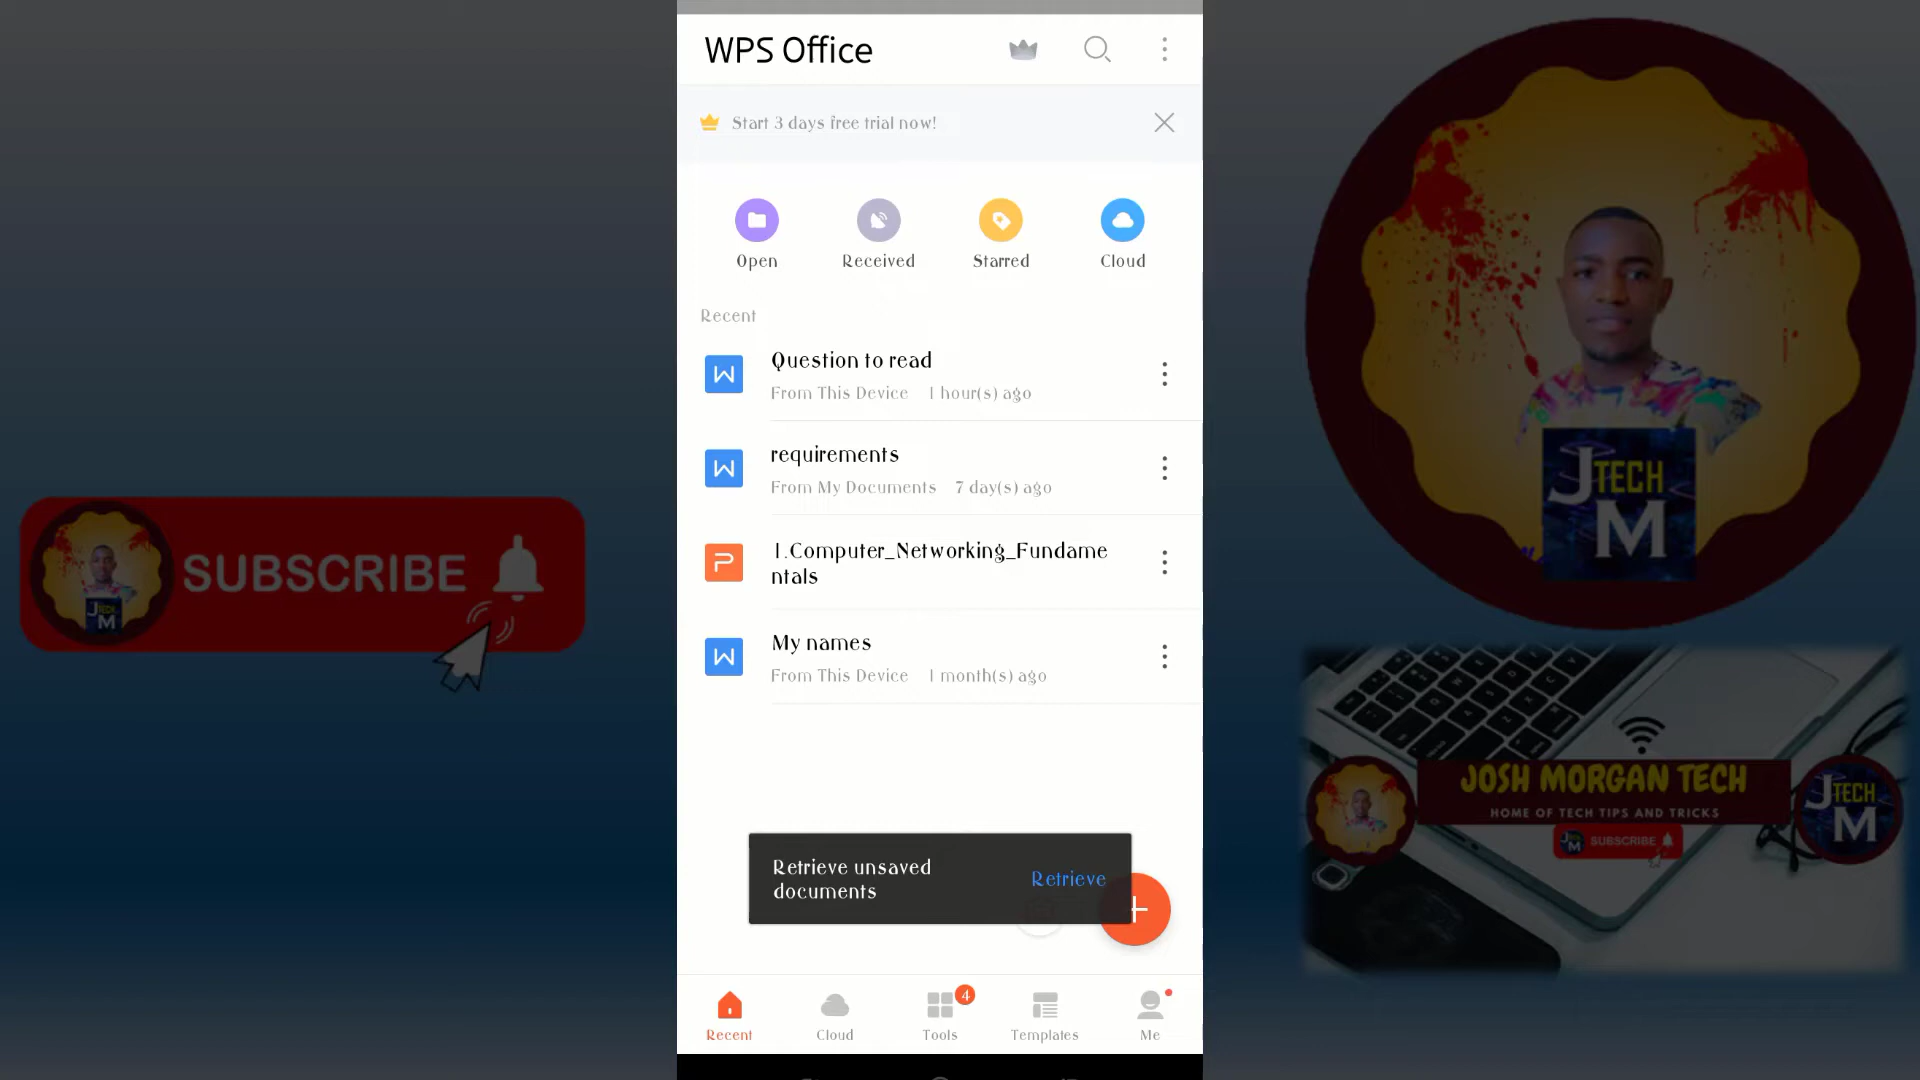 WPS Office
Start 3 days free trial now!
Open
Received
Starred
Cloud
Recent
Question to read
From This Device 1 hour(s) ago
requirements
From My Documents 7 day(s) ago
1.Computer_Networking_Fundame
ntals
My names
From This Device 1 month(s) ago
Retrieve unsaved
documents
Retrieve
Recent
Cloud
4
Tools
Templates
Me
SUBSCRIBE
J TECH
M
J TECH
M
JOSH MORGAN TECH
HOME OF TECH TIPS AND TRICKS
SUBSCRIBE
J TECH
M